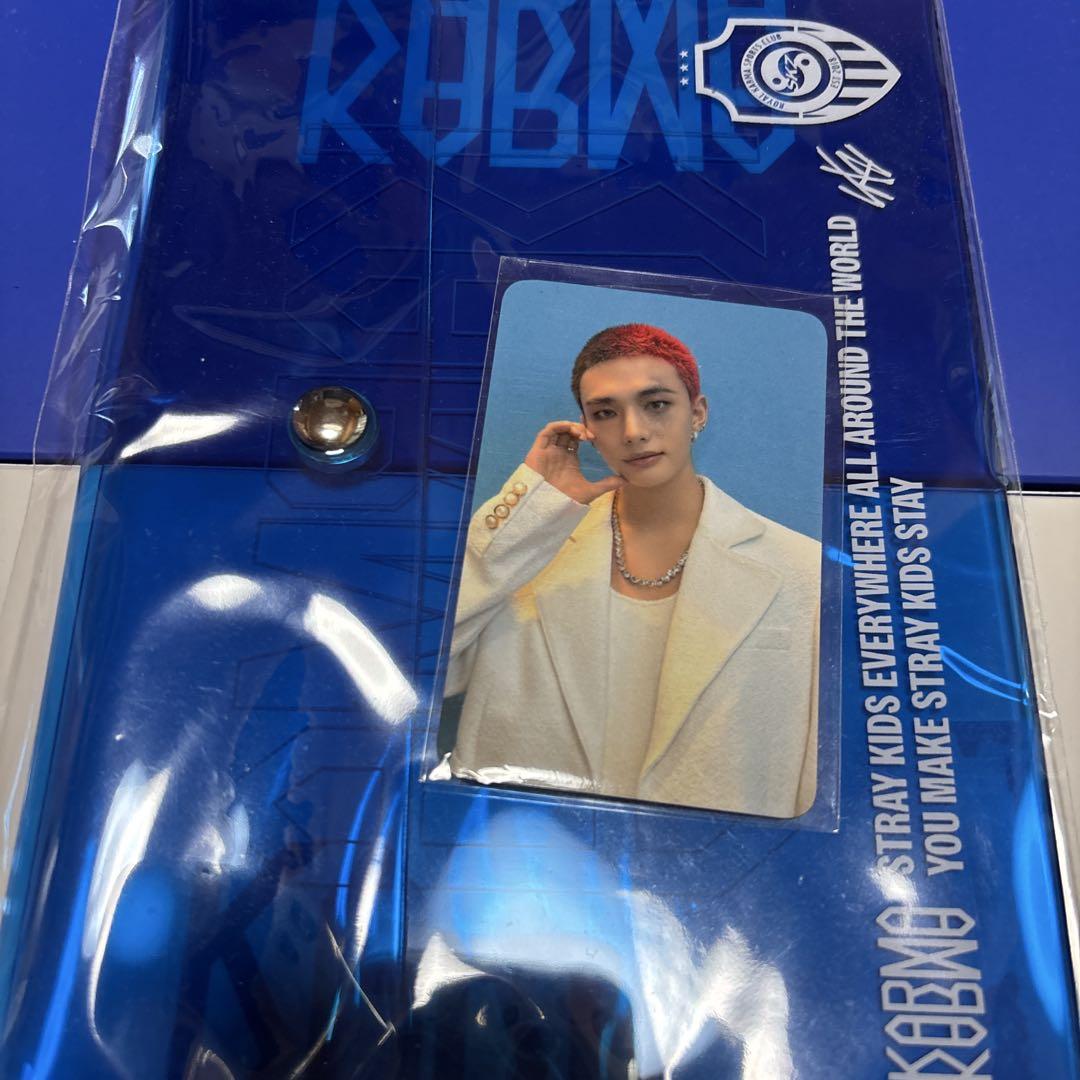 KARMA
ROYAL KARMA SPORTS CLUB
SKZ
EST 2018
STRAY KIDS EVERYWHERE ALL AROUND THE WORLD
YOU MAKE STRAY KIDS STAY
KARMA